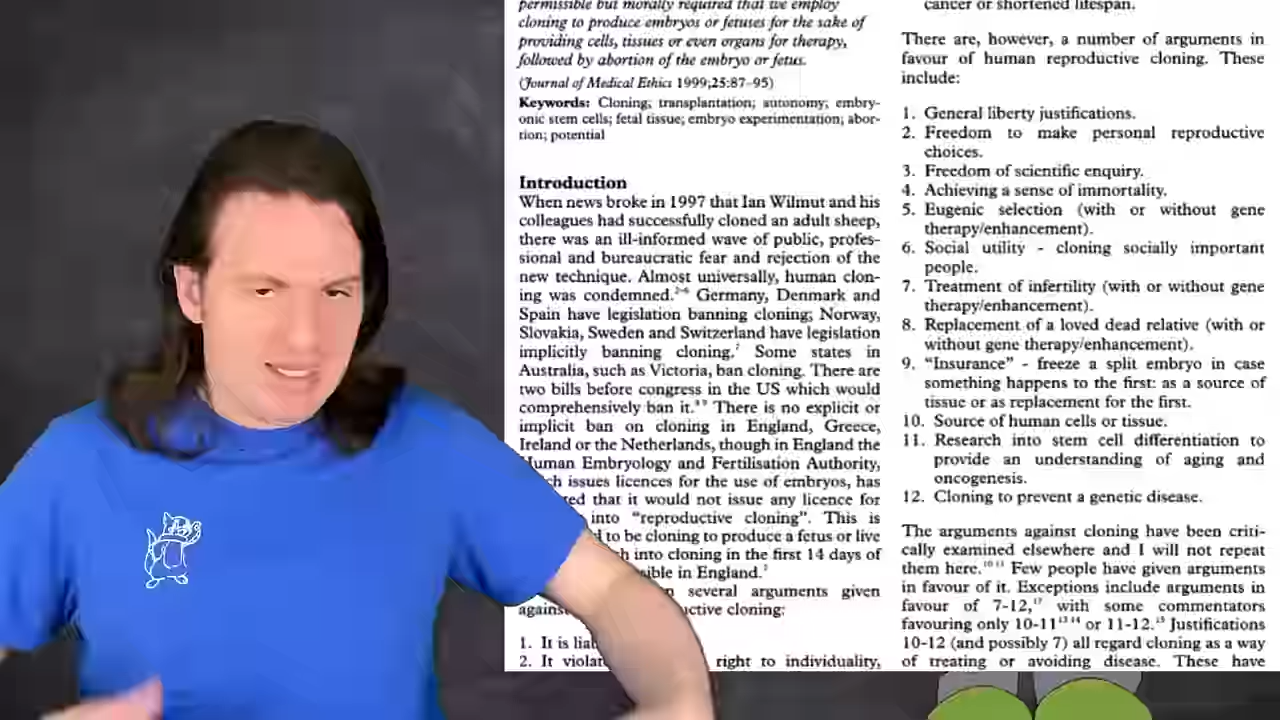 permissible but morally required that we employ
cloning to produce embryos or fetuses for the sake of
providing cells, tissues or even organs for therapy,
followed by abortion of the embryo or fetus.
(Journal of Medical Ethics 1999;25:87–95)
Keywords: Cloning; transplantation; autonomy; embry-
onic stem cells; fetal tissue; embryo experimentation; abor-
tion; potential
Introduction
When news broke in 1997 that Ian Wilmut and his
colleagues had successfully cloned an adult sheep,
there was an ill-informed wave of public, profes-
sional and bureaucratic fear and rejection of the
new technique. Almost universally, human clon-
ing was condemned. Germany, Denmark and
Spain have legislation banning cloning; Norway,
Slovakia, Sweden and Switzerland have legislation
implicitly banning cloning.⁷ Some states in
Australia, such as Victoria, ban cloning. There are
two bills before congress in the US which would
comprehensively ban it. There is no explicit or
implicit ban on cloning in England, Greece,
Ireland or the Netherlands, though in England the
Human Embryology and Fertilisation Authority,
issues licences for the use of embryos, has
that it would not issue any licence for
into “reproductive cloning”. This is
to be cloning to produce a fetus or live
into cloning in the first 14 days of
in England.
several arguments given
against cloning:
1. It is
2. It right to individuality,
cancer or shortened lifespan.
There are, however, a number of arguments in
favour of human reproductive cloning. These
include:
1. General liberty justifications.
2. Freedom to make personal reproductive
choices.
3. Freedom of scientific enquiry.
4. Achieving a sense of immortality.
5. Eugenic selection (with or without gene
therapy/enhancement).
6. Social utility - cloning socially important
people.
7. Treatment of infertility (with or without gene
therapy/enhancement).
8. Replacement of a loved dead relative (with or
without gene therapy/enhancement).
9. “Insurance” - freeze a split embryo in case
something happens to the first: as a source of
tissue or as replacement for the first.
10. Source of human cells or tissue.
11. Research into stem cell differentiation to
provide an understanding of aging and
oncogenesis.
12. Cloning to prevent a genetic disease.
The arguments against cloning have been criti-
cally examined elsewhere and I will not repeat
them here.¹⁰ ¹¹ Few people have given arguments
in favour of it. Exceptions include arguments in
favour of 7-12,¹² with some commentators
favouring only 10-11¹³ ¹⁴ or 11-12.¹⁵ Justifications
10-12 (and possibly 7) all regard cloning as a way
of treating or avoiding disease. These have